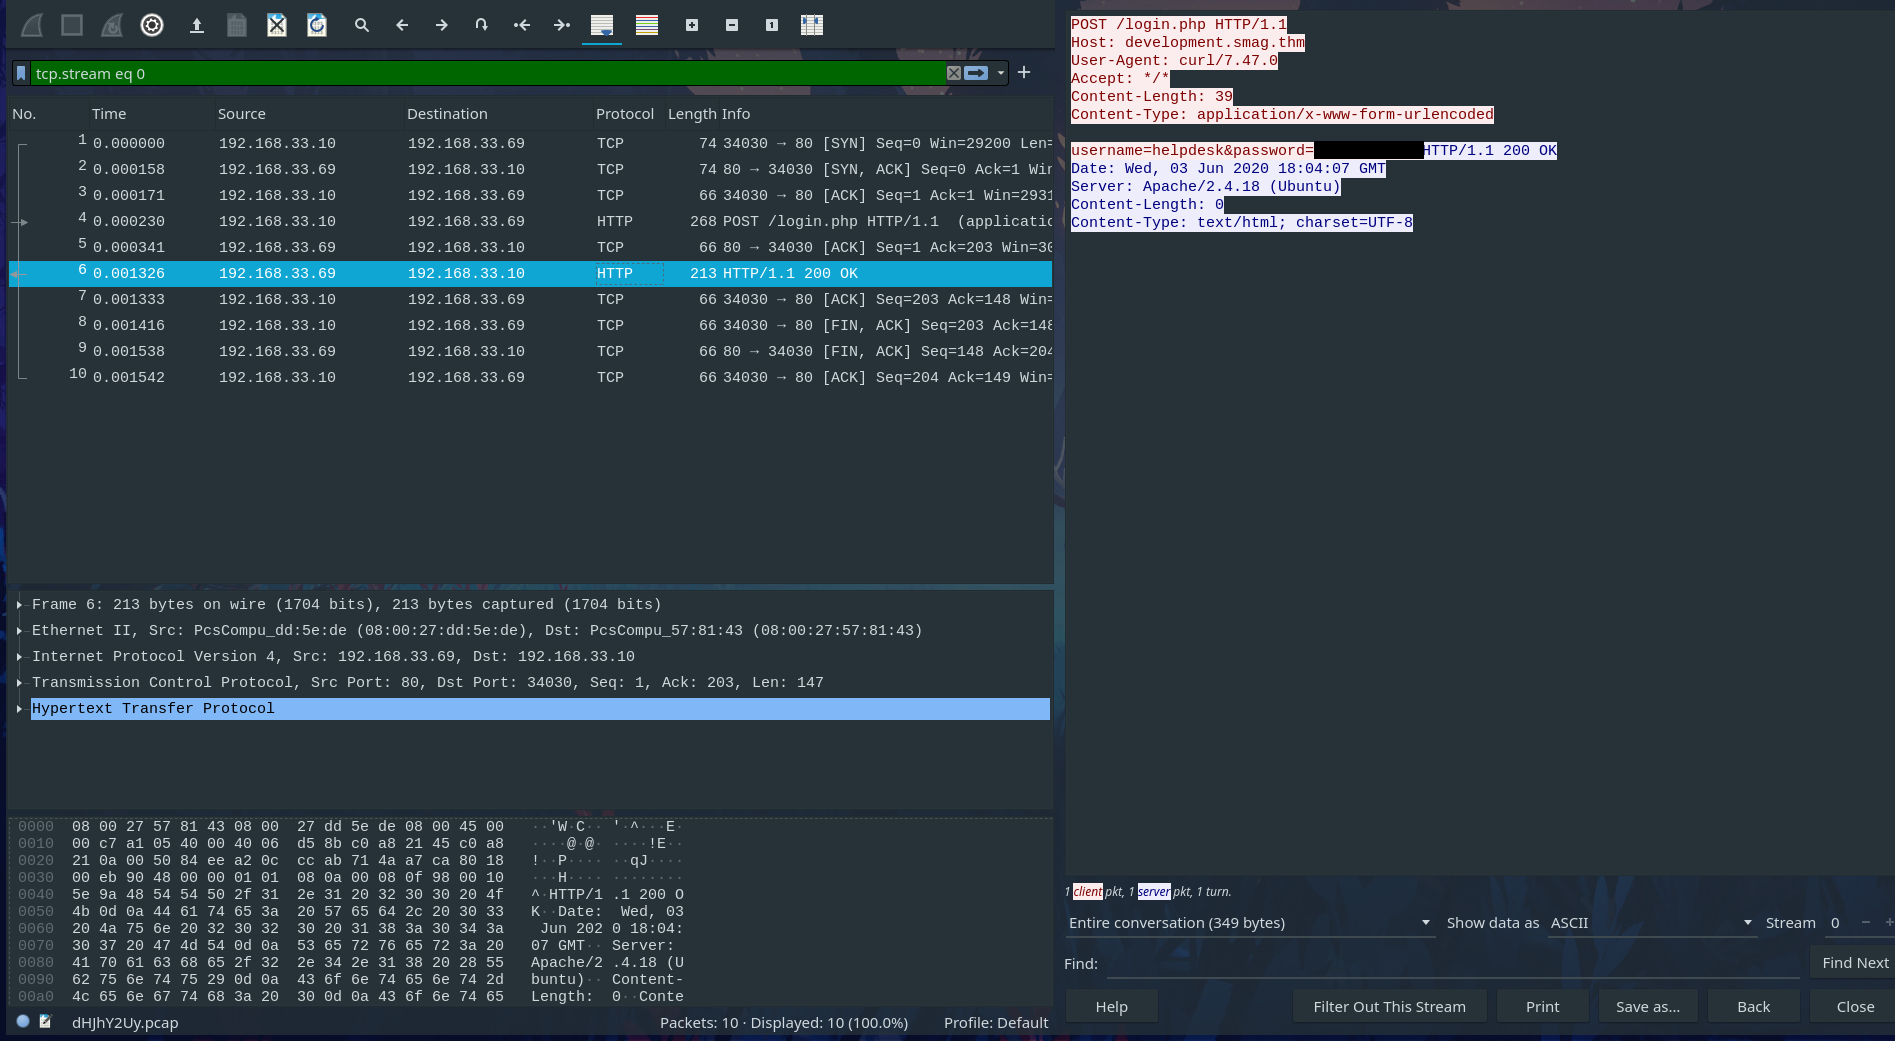 tcp.stream eq 0
No. Time Source Destination Protocol Length Info
1 0.000000 192.168.33.10 192.168.33.69 TCP 74 34030 → 80 [SYN] Seq=0 Win=29200 Len=
2 0.000158 192.168.33.69 192.168.33.10 TCP 74 80 → 34030 [SYN, ACK] Seq=0 Ack=1 Win
3 0.000171 192.168.33.10 192.168.33.69 TCP 66 34030 → 80 [ACK] Seq=1 Ack=1 Win=2931
4 0.000230 192.168.33.10 192.168.33.69 HTTP 268 POST /login.php HTTP/1.1  (applicatio
5 0.000341 192.168.33.69 192.168.33.10 TCP 66 80 → 34030 [ACK] Seq=1 Ack=203 Win=30
6 0.001326 192.168.33.69 192.168.33.10 HTTP 213 HTTP/1.1 200 OK
7 0.001333 192.168.33.10 192.168.33.69 TCP 66 34030 → 80 [ACK] Seq=203 Ack=148 Win=
8 0.001416 192.168.33.10 192.168.33.69 TCP 66 34030 → 80 [FIN, ACK] Seq=203 Ack=148
9 0.001538 192.168.33.69 192.168.33.10 TCP 66 80 → 34030 [FIN, ACK] Seq=148 Ack=204
10 0.001542 192.168.33.10 192.168.33.69 TCP 66 34030 → 80 [ACK] Seq=204 Ack=149 Win=
Frame 6: 213 bytes on wire (1704 bits), 213 bytes captured (1704 bits)
Ethernet II, Src: PcsCompu_dd:5e:de (08:00:27:dd:5e:de), Dst: PcsCompu_57:81:43 (08:00:27:57:81:43)
Internet Protocol Version 4, Src: 192.168.33.69, Dst: 192.168.33.10
Transmission Control Protocol, Src Port: 80, Dst Port: 34030, Seq: 1, Ack: 203, Len: 147
Hypertext Transfer Protocol
0000 08 00 27 57 81 43 08 00 27 dd 5e de 08 00 45 00 ··'W·C·· '·^···E·
0010 00 c7 a1 05 40 00 40 06 d5 8b c0 a8 21 45 c0 a8 ····@·@· ····!E··
0020 21 0a 00 50 84 ee a2 0c cc ab 71 4a a7 ca 80 18 !··P···· ··qJ····
0030 00 eb 90 48 00 00 01 01 08 0a 00 08 0f 98 00 10 ···H···· ········
0040 5e 9a 48 54 54 50 2f 31 2e 31 20 32 30 30 20 4f ^·HTTP/1 .1 200 O
0050 4b 0d 0a 44 61 74 65 3a 20 57 65 64 2c 20 30 33 K··Date:  Wed, 03
0060 20 4a 75 6e 20 32 30 32 30 20 31 38 3a 30 34 3a  Jun 202 0 18:04:
0070 30 37 20 47 4d 54 0d 0a 53 65 72 76 65 72 3a 20 07 GMT·· Server:
0080 41 70 61 63 68 65 2f 32 2e 34 2e 31 38 20 28 55 Apache/2 .4.18 (U
0090 62 75 6e 74 75 29 0d 0a 43 6f 6e 74 65 6e 74 2d buntu)·· Content-
00a0 4c 65 6e 67 74 68 3a 20 30 0d 0a 43 6f 6e 74 65 Length:  0··Conte
dHJhY2Uy.pcap Packets: 10 · Displayed: 10 (100.0%) Profile: Default
POST /login.php HTTP/1.1
Host: development.smag.thm
User-Agent: curl/7.47.0
Accept: */*
Content-Length: 39
Content-Type: application/x-www-form-urlencoded
username=helpdesk&password= HTTP/1.1 200 OK
Date: Wed, 03 Jun 2020 18:04:07 GMT
Server: Apache/2.4.18 (Ubuntu)
Content-Length: 0
Content-Type: text/html; charset=UTF-8
1 client pkt, 1 server pkt, 1 turn.
Entire conversation (349 bytes) Show data as ASCII Stream 0
Find: Find Next
Help Filter Out This Stream Print Save as... Back Close